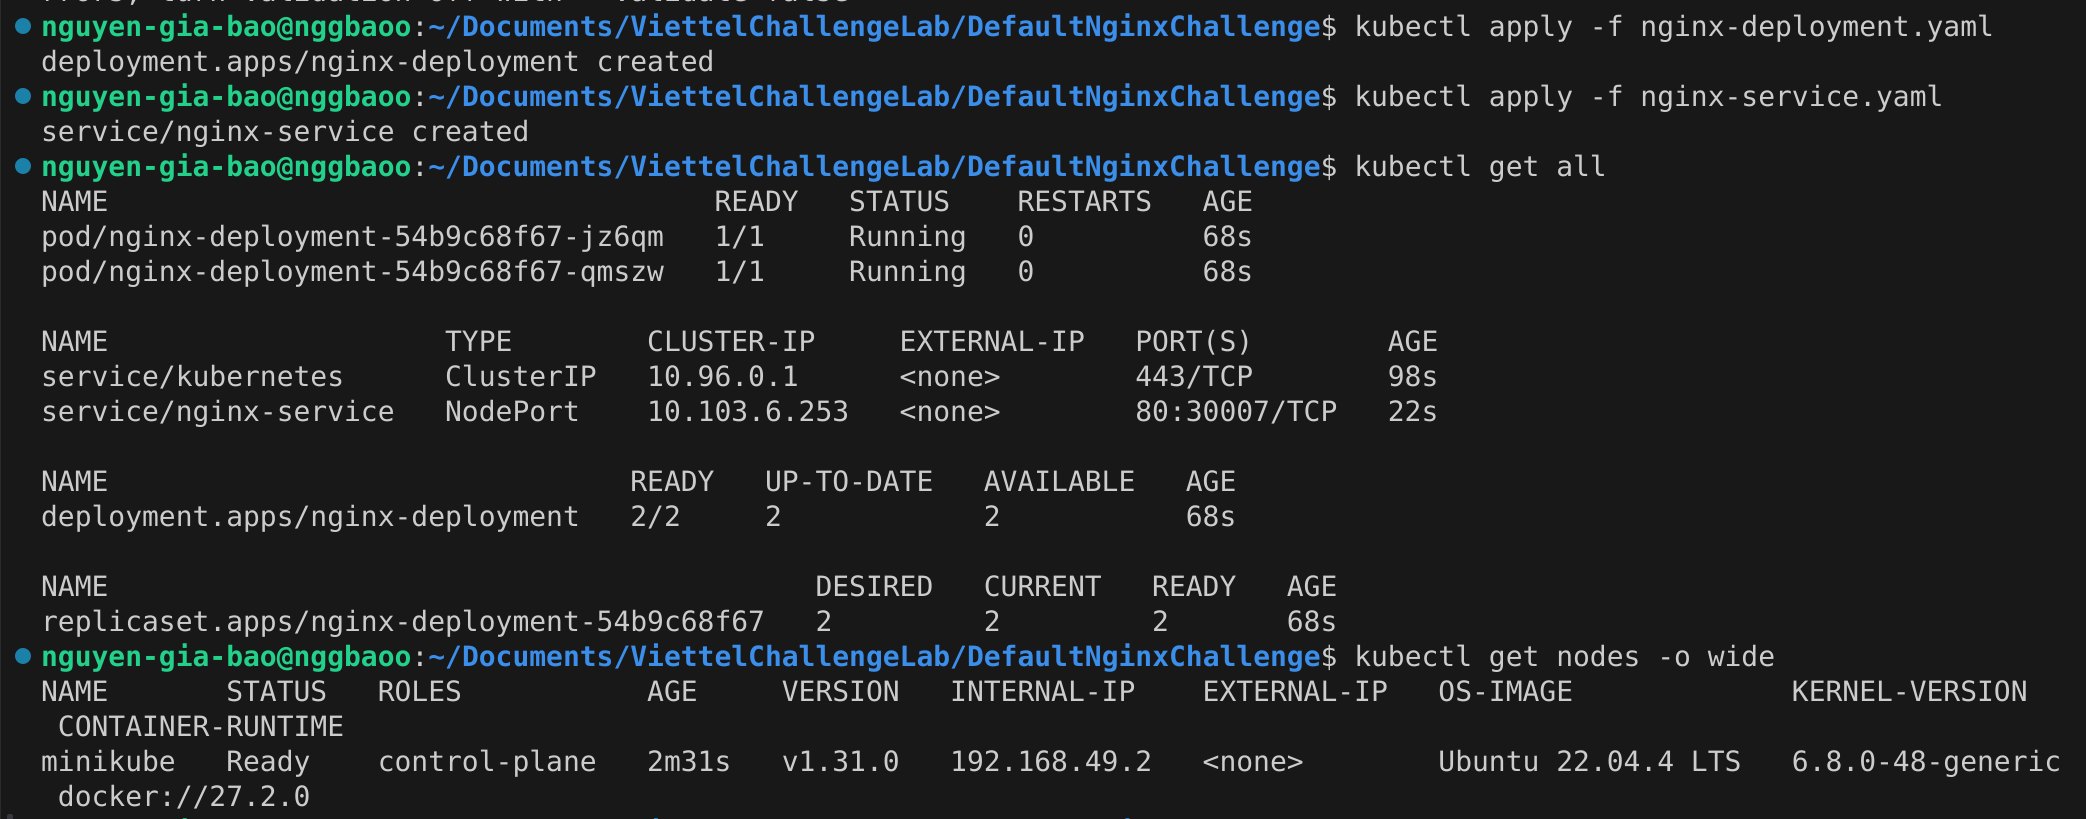 nguyen-gia-bao@nggbaoo:~/Documents/ViettelChallengeLab/DefaultNginxChallenge$ kubectl apply -f nginx-deployment.yaml
deployment.apps/nginx-deployment created
nguyen-gia-bao@nggbaoo:~/Documents/ViettelChallengeLab/DefaultNginxChallenge$ kubectl apply -f nginx-service.yaml
service/nginx-service created
nguyen-gia-bao@nggbaoo:~/Documents/ViettelChallengeLab/DefaultNginxChallenge$ kubectl get all
NAME READY STATUS RESTARTS AGE
pod/nginx-deployment-54b9c68f67-jz6qm 1/1 Running 0 68s
pod/nginx-deployment-54b9c68f67-qmszw 1/1 Running 0 68s
NAME TYPE CLUSTER-IP EXTERNAL-IP PORT(S) AGE
service/kubernetes ClusterIP 10.96.0.1 <none> 443/TCP 98s
service/nginx-service NodePort 10.103.6.253 <none> 80:30007/TCP 22s
NAME READY UP-TO-DATE AVAILABLE AGE
deployment.apps/nginx-deployment 2/2 2 2 68s
NAME DESIRED CURRENT READY AGE
replicaset.apps/nginx-deployment-54b9c68f67 2 2 2 68s
nguyen-gia-bao@nggbaoo:~/Documents/ViettelChallengeLab/DefaultNginxChallenge$ kubectl get nodes -o wide
NAME STATUS ROLES AGE VERSION INTERNAL-IP EXTERNAL-IP OS-IMAGE KERNEL-VERSION
CONTAINER-RUNTIME
minikube Ready control-plane 2m31s v1.31.0 192.168.49.2 <none> Ubuntu 22.04.4 LTS 6.8.0-48-generic
docker://27.2.0